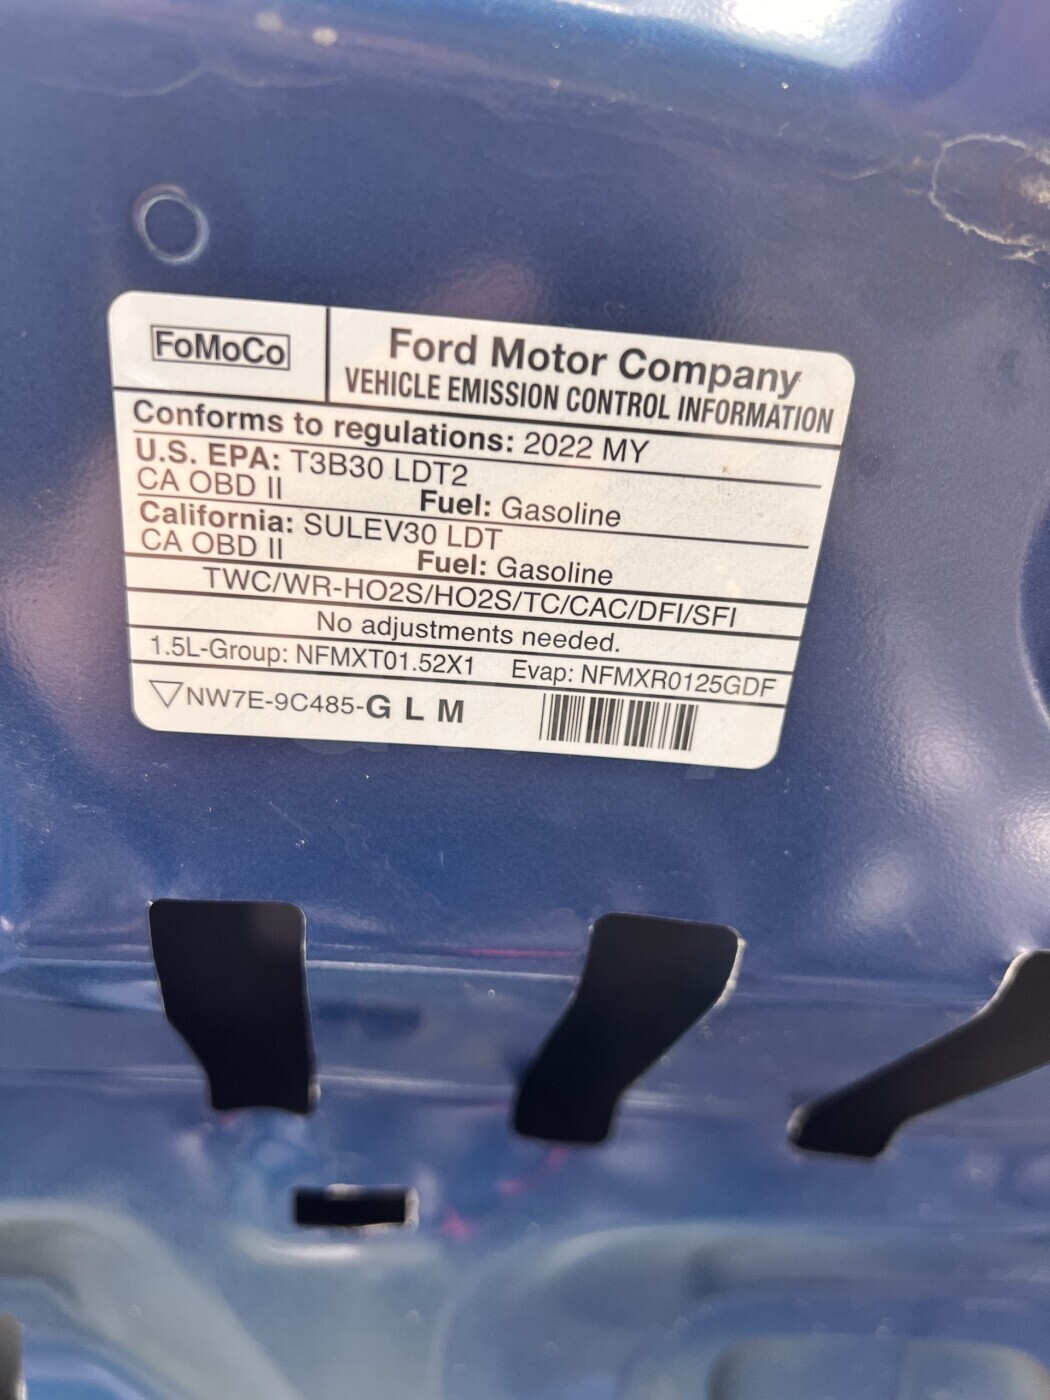 FoMoCo
Ford Motor Company
VEHICLE EMISSION CONTROL INFORMATION
Conforms to regulations: 2022 MY
U.S. EPA: T3B30 LDT2
CA OBD II Fuel: Gasoline
California: SULEV30 LDT
CA OBD II Fuel: Gasoline
TWC/WR-HO2S/HO2S/TC/CAC/DFI/SFI
No adjustments needed.
1.5L-Group: NFMXT01.52X1 Evap: NFMXR0125GDF
▽NW7E-9C485-G L M